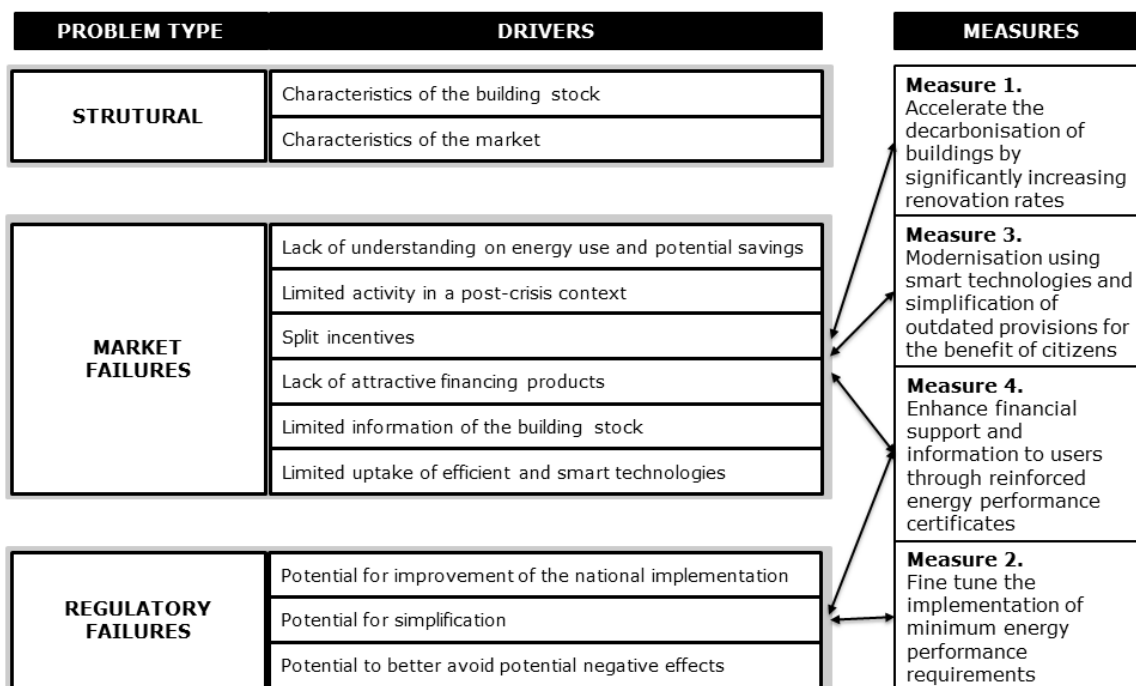 PROBLEM TYPE
DRIVERS
MEASURES
STRUTURAL
Characteristics of the building stock
Characteristics of the market
MARKET
FAILURES
Lack of understanding on energy use and potential savings
Limited activity in a post-crisis context
Split incentives
Lack of attractive financing products
Limited information of the building stock
Limited uptake of efficient and smart technologies
REGULATORY
FAILURES
Potential for improvement of the national implementation
Potential for simplification
Potential to better avoid potential negative effects
Measure 1.
Accelerate the
decarbonisation of
buildings by
significantly increasing
renovation rates
Measure 3.
Modernisation using
smart technologies and
simplification of
outdated provisions for
the benefit of citizens
Measure 4.
Enhance financial
support and
information to users
through reinforced
energy performance
certificates
Measure 2.
Fine tune the
implementation of
minimum energy
performance
requirements